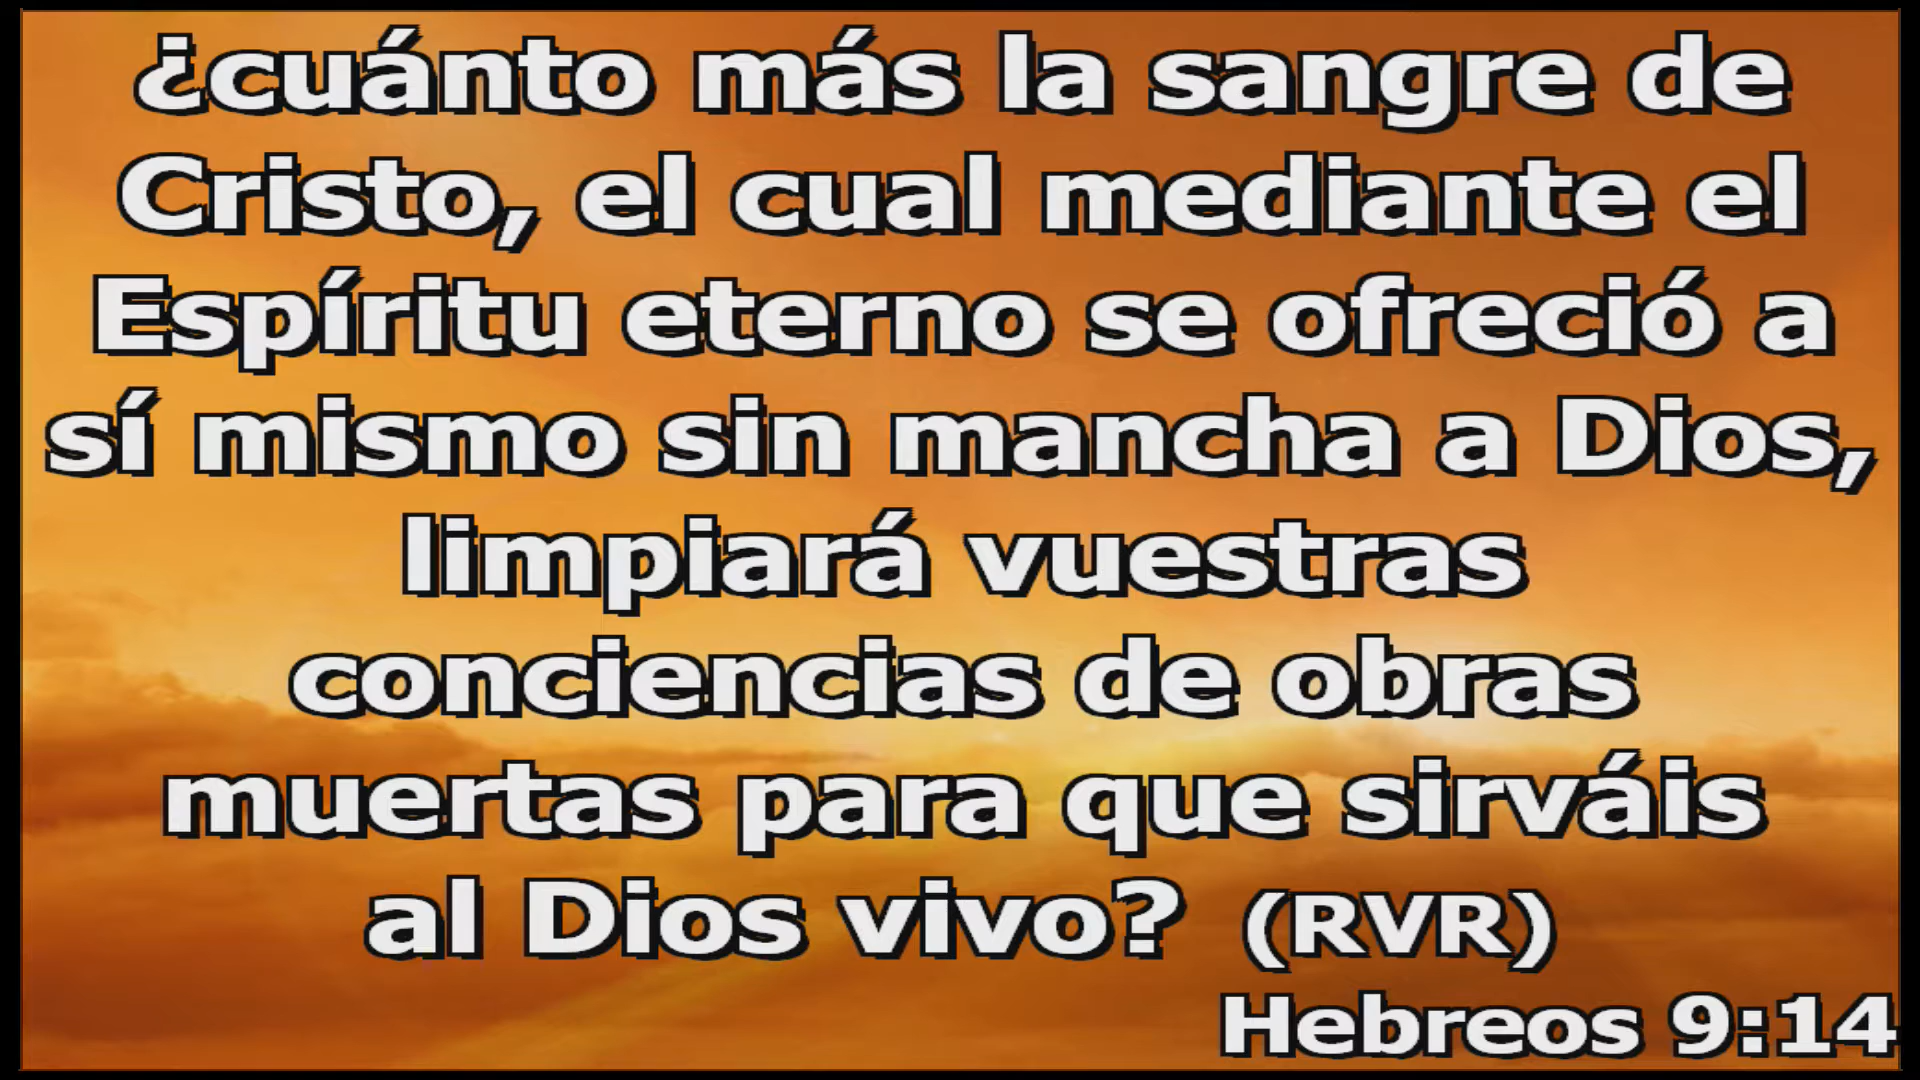 ¿cuánto más la sangre de
Cristo, el cual mediante el
Espíritu eterno se ofreció a
sí mismo sin mancha a Dios,
limpiará vuestras
conciencias de obras
muertas para que sirváis
al Dios vivo? (RVR)
Hebreos 9:14